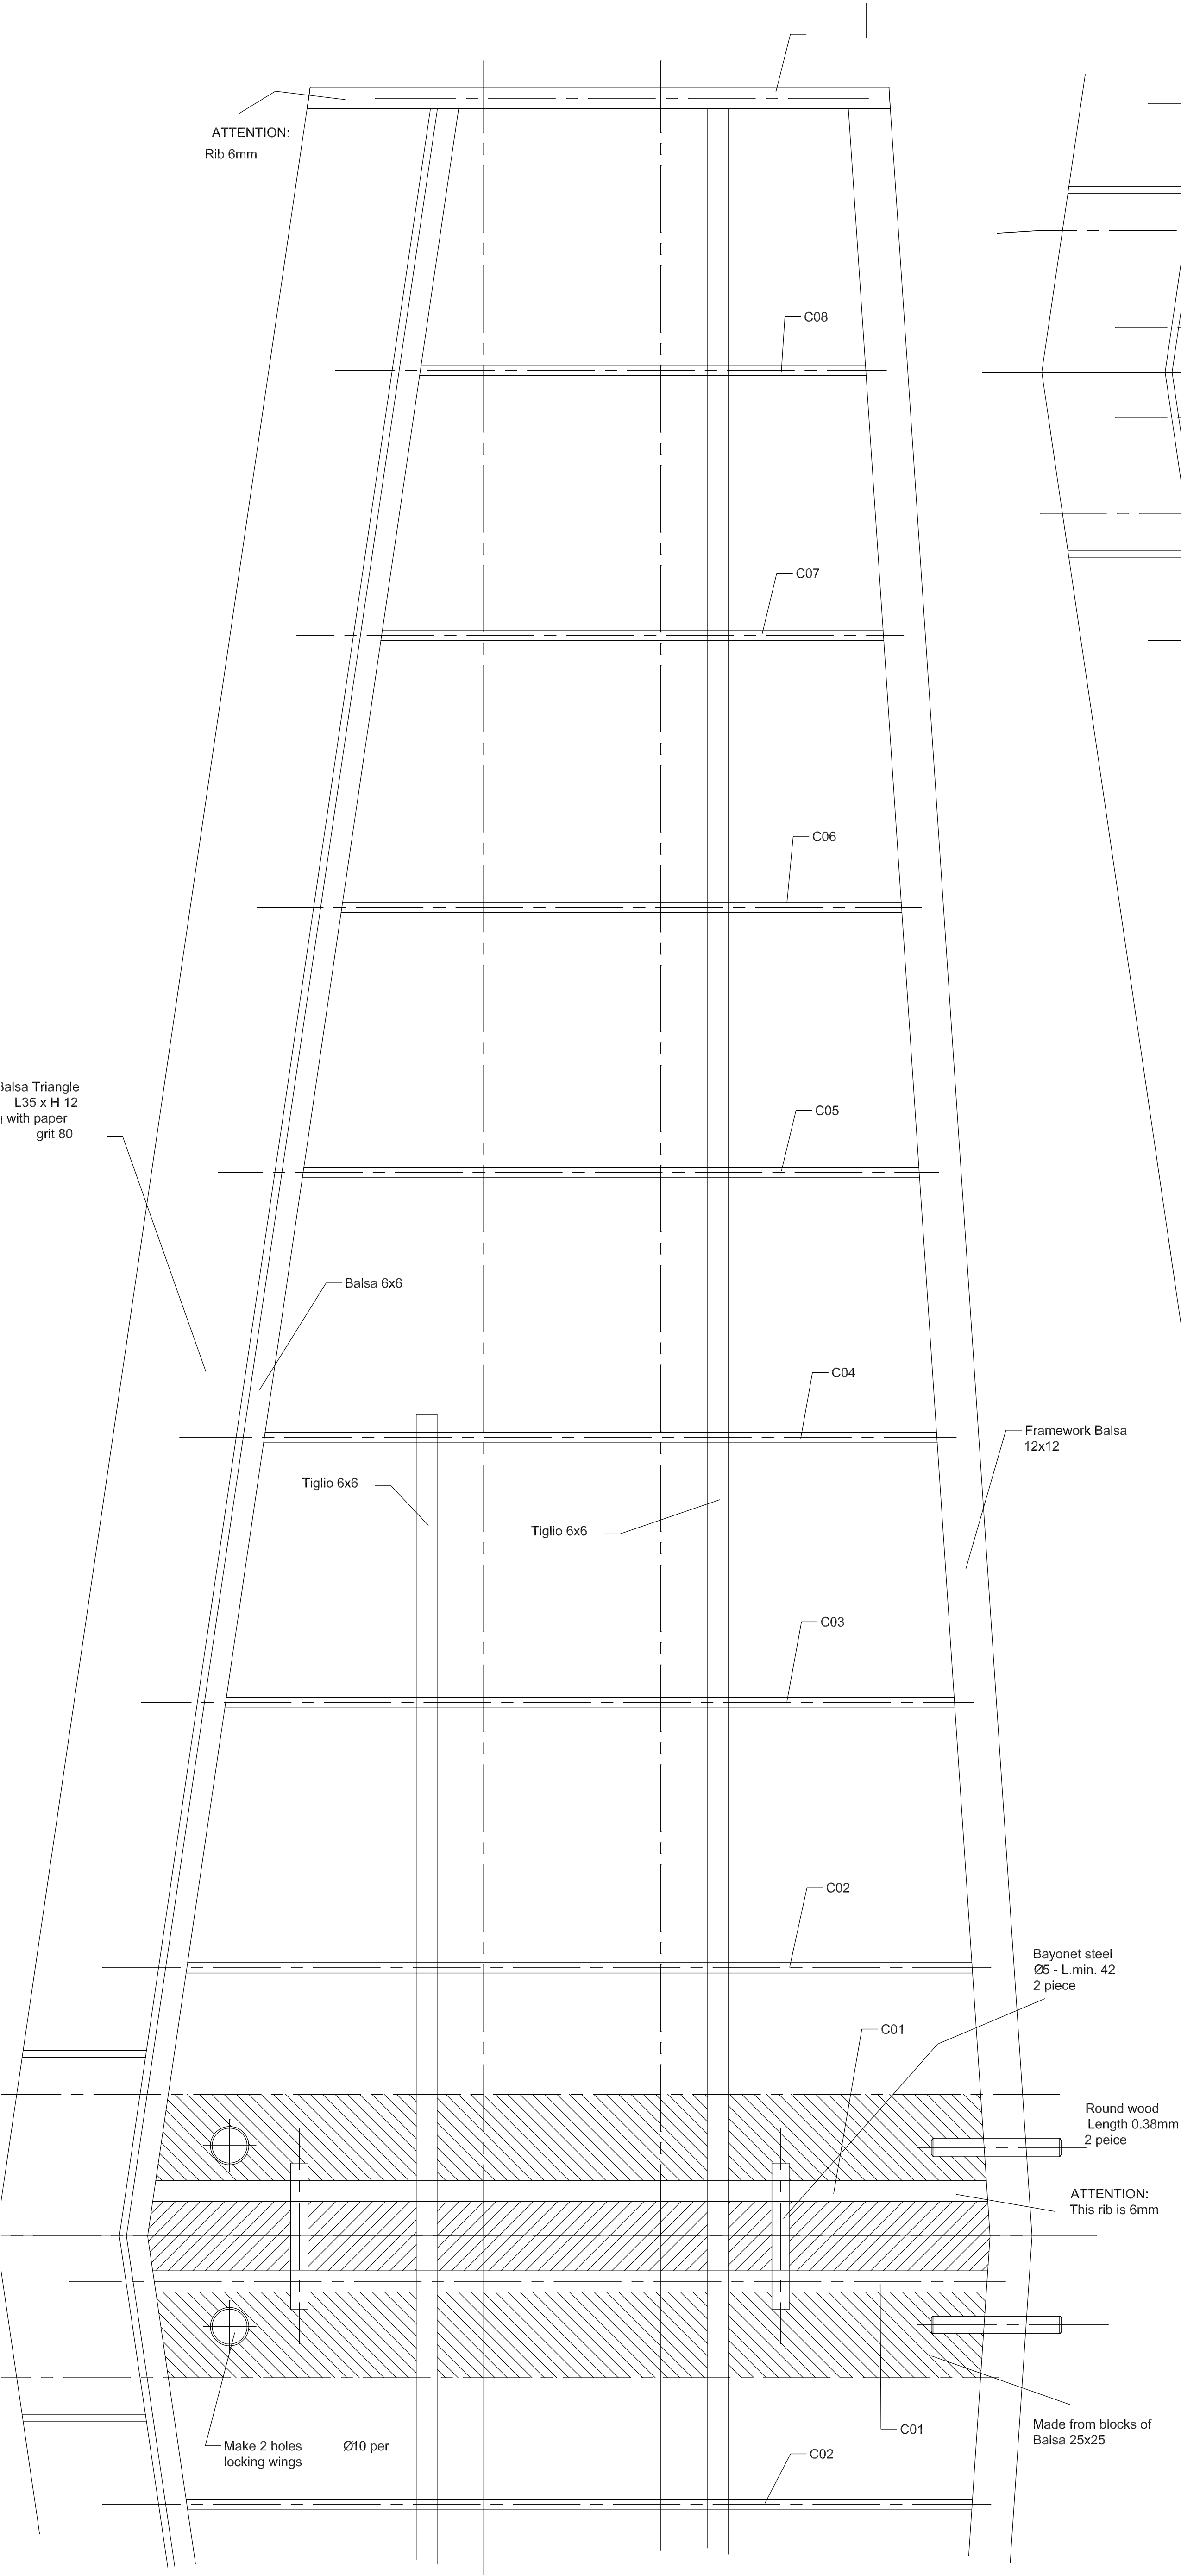 ATTENTION:
Rib 6mm
C08
C07
C06
Balsa Triangle
L35 x H 12
with paper
grit 80
C05
Balsa 6x6
C04
Framework Balsa
12x12
Tiglio 6x6
Tiglio 6x6
C03
C02
Bayonet steel
Ø5 - L.min. 42
2 piece
C01
Round wood
Length 0.38mm
2 peice
ATTENTION:
This rib is 6mm
C01
Made from blocks of
Balsa 25x25
Make 2 holes Ø10 per
locking wings
C02